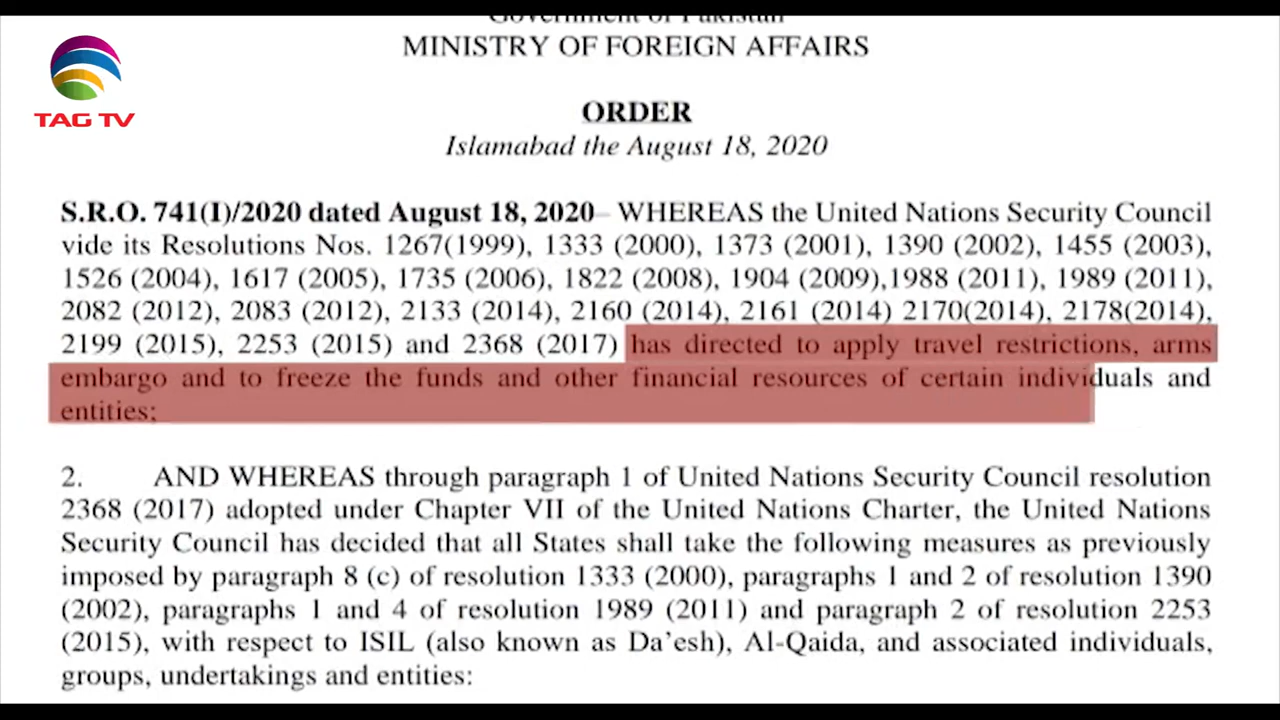 Government of Pakistan
MINISTRY OF FOREIGN AFFAIRS
TAG TV
ORDER
Islamabad the August 18, 2020
S.R.O. 741(I)/2020 dated August 18, 2020– WHEREAS the United Nations Security Council
vide its Resolutions Nos. 1267(1999), 1333 (2000), 1373 (2001), 1390 (2002), 1455 (2003),
1526 (2004), 1617 (2005), 1735 (2006), 1822 (2008), 1904 (2009),1988 (2011), 1989 (2011),
2082 (2012), 2083 (2012), 2133 (2014), 2160 (2014), 2161 (2014) 2170(2014), 2178(2014),
2199 (2015), 2253 (2015) and 2368 (2017) has directed to apply travel restrictions, arms
embargo and to freeze the funds and other financial resources of certain individuals and
entities;
2. AND WHEREAS through paragraph 1 of United Nations Security Council resolution
2368 (2017) adopted under Chapter VII of the United Nations Charter, the United Nations
Security Council has decided that all States shall take the following measures as previously
imposed by paragraph 8 (c) of resolution 1333 (2000), paragraphs 1 and 2 of resolution 1390
(2002), paragraphs 1 and 4 of resolution 1989 (2011) and paragraph 2 of resolution 2253
(2015), with respect to ISIL (also known as Da'esh), Al-Qaida, and associated individuals,
groups, undertakings and entities: